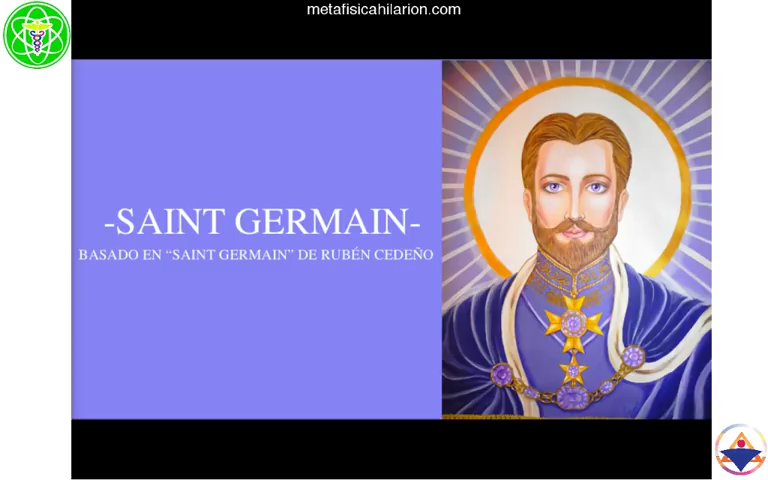 metafisicahilarion.com
-SAINT GERMAIN-
BASADO EN “SAINT GERMAIN” DE RUBÉN CEDEÑO